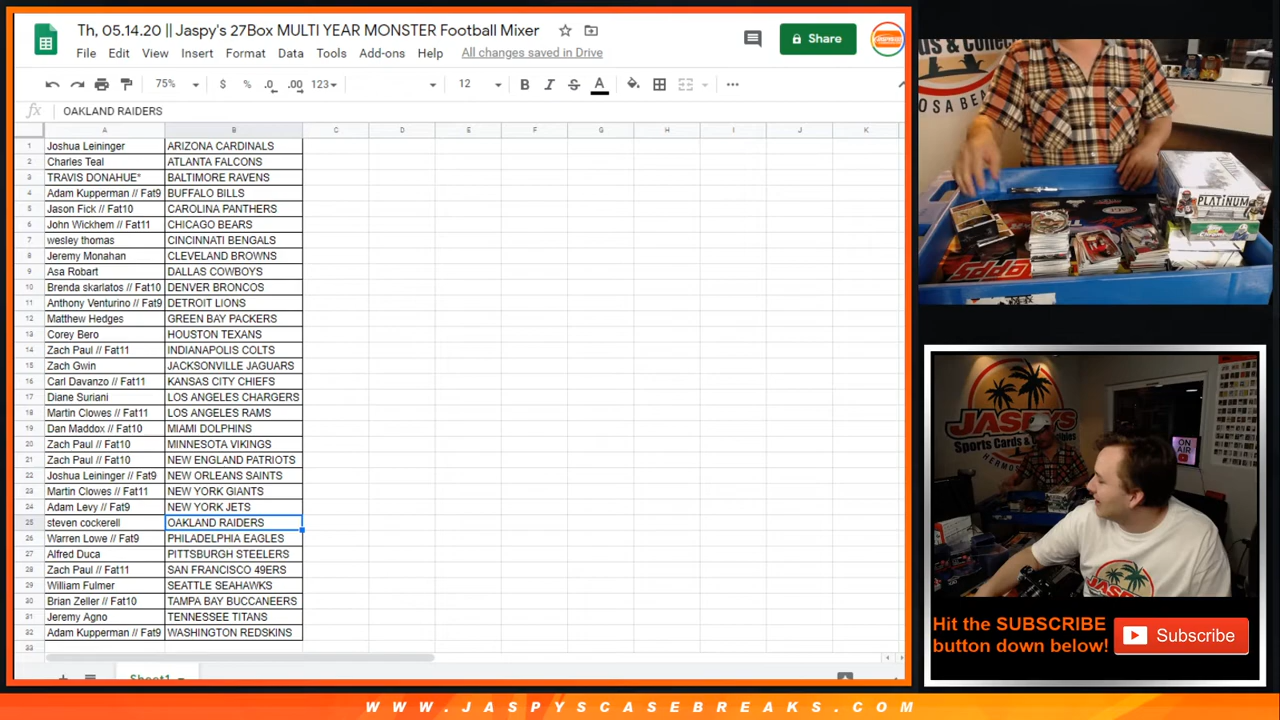 Th, 05.14.20 || Jaspy's 27Box MULTI YEAR MONSTER Football Mixer
File Edit View Insert Format Data Tools Add-ons Help All changes saved in Drive
Share
75% $ % .0 .00 123 12 B I S A
fx OAKLAND RAIDERS
A B C D E F G H I J K
1 Joshua Leininger ARIZONA CARDINALS
2 Charles Teal ATLANTA FALCONS
3 TRAVIS DONAHUE* BALTIMORE RAVENS
4 Adam Kupperman // Fat9 BUFFALO BILLS
5 Jason Fick // Fat10 CAROLINA PANTHERS
6 John Wickhem // Fat11 CHICAGO BEARS
7 wesley thomas CINCINNATI BENGALS
8 Jeremy Monahan CLEVELAND BROWNS
9 Asa Robart DALLAS COWBOYS
10 Brenda skarlatos // Fat10 DENVER BRONCOS
11 Anthony Venturino // Fat9 DETROIT LIONS
12 Matthew Hedges GREEN BAY PACKERS
13 Corey Bero HOUSTON TEXANS
14 Zach Paul // Fat11 INDIANAPOLIS COLTS
15 Zach Gwin JACKSONVILLE JAGUARS
16 Carl Davanzo // Fat11 KANSAS CITY CHIEFS
17 Diane Suriani LOS ANGELES CHARGERS
18 Martin Clowes // Fat11 LOS ANGELES RAMS
19 Dan Maddox // Fat10 MIAMI DOLPHINS
20 Zach Paul // Fat10 MINNESOTA VIKINGS
21 Zach Paul // Fat10 NEW ENGLAND PATRIOTS
22 Joshua Leininger // Fat9 NEW ORLEANS SAINTS
23 Martin Clowes // Fat11 NEW YORK GIANTS
24 Adam Levy // Fat9 NEW YORK JETS
25 steven cockerell OAKLAND RAIDERS
26 Warren Lowe // Fat9 PHILADELPHIA EAGLES
27 Alfred Duca PITTSBURGH STEELERS
28 Zach Paul // Fat11 SAN FRANCISCO 49ERS
29 William Fulmer SEATTLE SEAHAWKS
30 Brian Zeller // Fat10 TAMPA BAY BUCCANEERS
31 Jeremy Agno TENNESSEE TITANS
32 Adam Kupperman // Fat9 WASHINGTON REDSKINS
33
Sheet1
PLATINUM
JASPYS
Sports Cards &
ON AIR
Hit the SUBSCRIBE
button down below!
Subscribe
WWW.JASPYSCASEBREAKS.COM